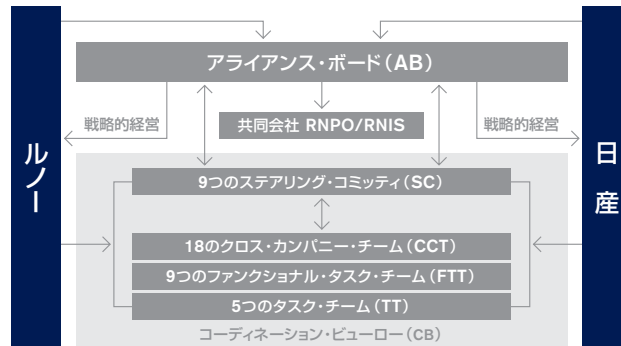 アライアンス・ボード(AB)
戦略的経営
共同会社 RNPO/RNIS
戦略的経営
ルノー
日産
9つのステアリング・コミッティ(SC)
18のクロス・カンパニー・チーム(CCT)
9つのファンクショナル・タスク・チーム(FTT)
5つのタスク・チーム(TT)
コーディネーション・ビューロー(CB)